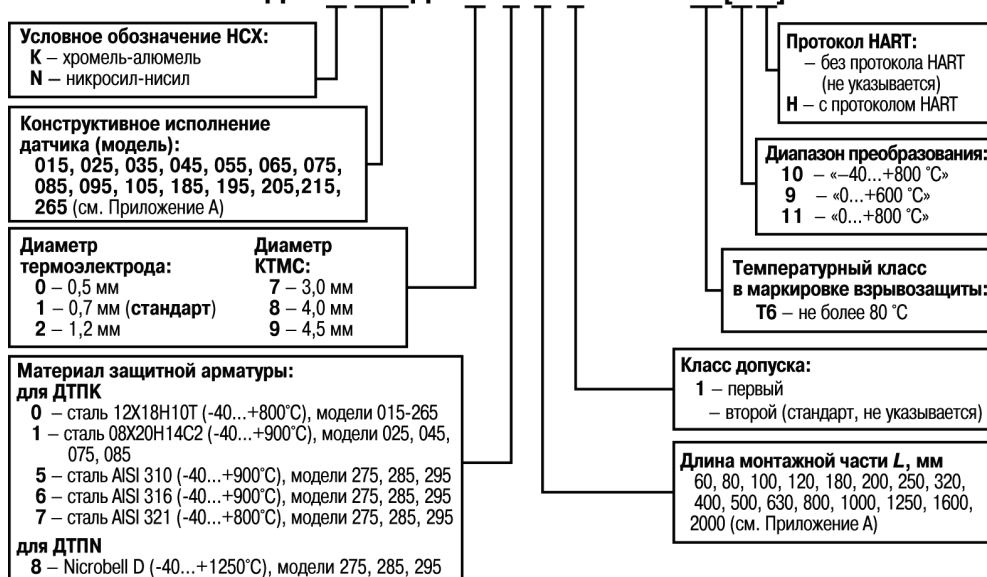 Условное обозначение НСХ:
K – хромель-алюмель
N – никросил-нисил
Конструктивное исполнение
датчика (модель):
015, 025, 035, 045, 055, 065, 075,
085, 095, 105, 185, 195, 205,215,
265 (см. Приложение А)
Диаметр
термоэлектрода:
0 – 0,5 мм
1 – 0,7 мм (стандарт)
2 – 1,2 мм
Диаметр
КТМС:
7 – 3,0 мм
8 – 4,0 мм
9 – 4,5 мм
Материал защитной арматуры:
для ДТПК
0 – сталь 12Х18Н10Т (-40...+800˚С), модели 015-265
1 – сталь 08Х20Н14С2 (-40...+900˚С), модели 025, 045,
075, 085
5 – сталь AISI 310 (-40...+900˚С), модели 275, 285, 295
6 – сталь AISI 316 (-40...+900˚С), модели 275, 285, 295
7 – сталь AISI 321 (-40...+800˚С), модели 275, 285, 295
для ДТПN
8 – Nicrobell D (-40...+1250˚С), модели 275, 285, 295
Протокол HART:
– без протокола HART
(не указывается)
H – с протоколом HART
Диапазон преобразования:
10 – «–40...+800 ˚С»
9 – «0...+600 ˚С»
11 – «0...+800 ˚С»
Температурный класс
в маркировке взрывозащиты:
T6 – не более 80 ˚С
Класс допуска:
1 – первый
– второй (стандарт, не указывается)
Длина монтажной части L, мм
60, 80, 100, 120, 180, 200, 250, 320,
400, 500, 630, 800, 1000, 1250, 1600,
2000 (см. Приложение А)